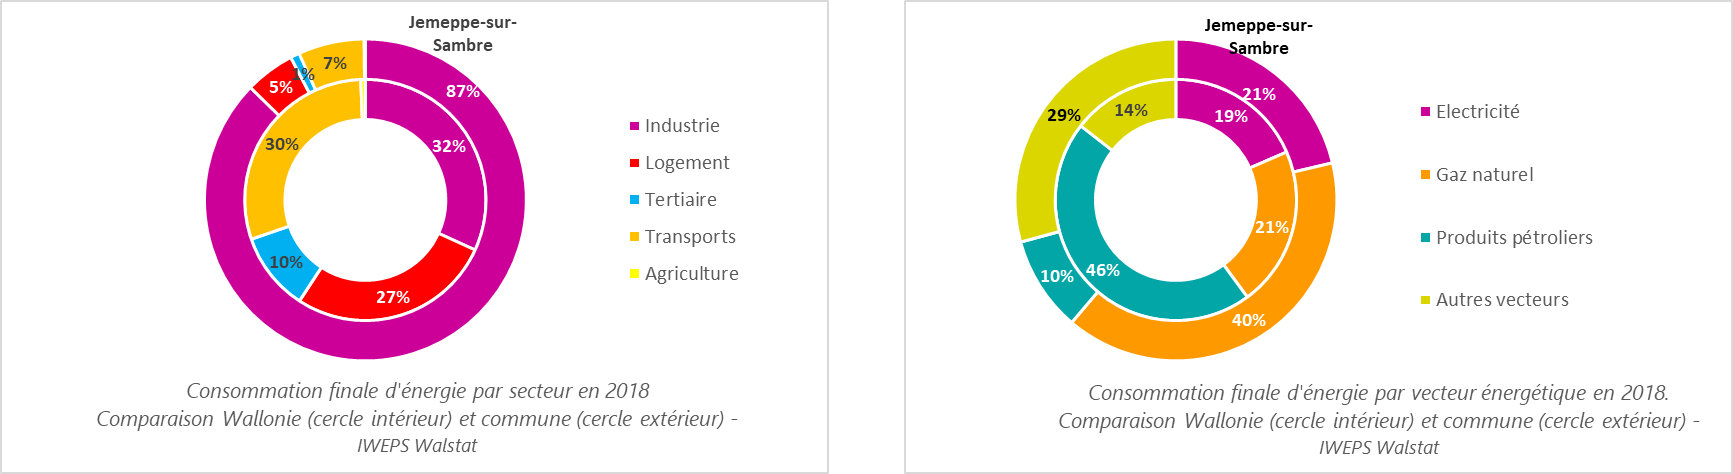 Jemeppe-sur-
Sambre
7%
1%
5%
87%
30%
32%
10%
27%
Industrie
Logement
Tertiaire
Transports
Agriculture
Consommation finale d'énergie par secteur en 2018
Comparaison Wallonie (cercle intérieur) et commune (cercle extérieur) -
IWEPS Walstat
Jemeppe-sur-
Sambre
21%
29%
14%
19%
21%
46%
10%
40%
Electricité
Gaz naturel
Produits pétroliers
Autres vecteurs
Consommation finale d'énergie par vecteur énergétique en 2018.
Comparaison Wallonie (cercle intérieur) et commune (cercle extérieur) -
IWEPS Walstat